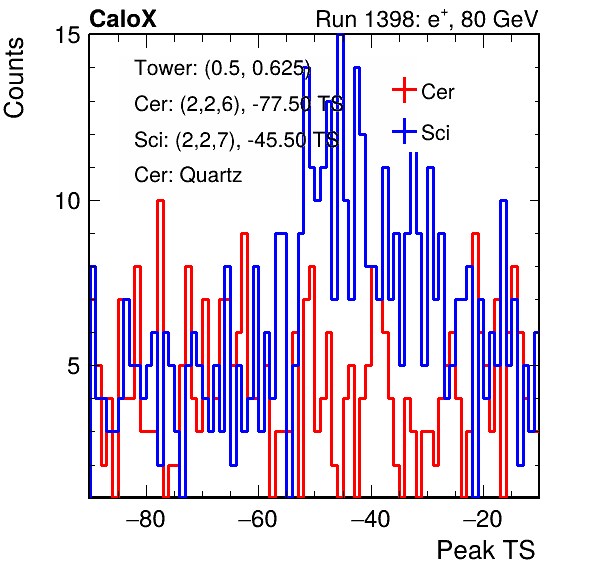 CaloX Run 1398: e⁺, 80 GeV
Counts
15
10
5
Tower: (0.5, 0.625)
Cer: (2,2,6), -77.50 TS
Sci: (2,2,7), -45.50 TS
Cer: Quartz
Cer
Sci
−80 −60 −40 −20
Peak TS